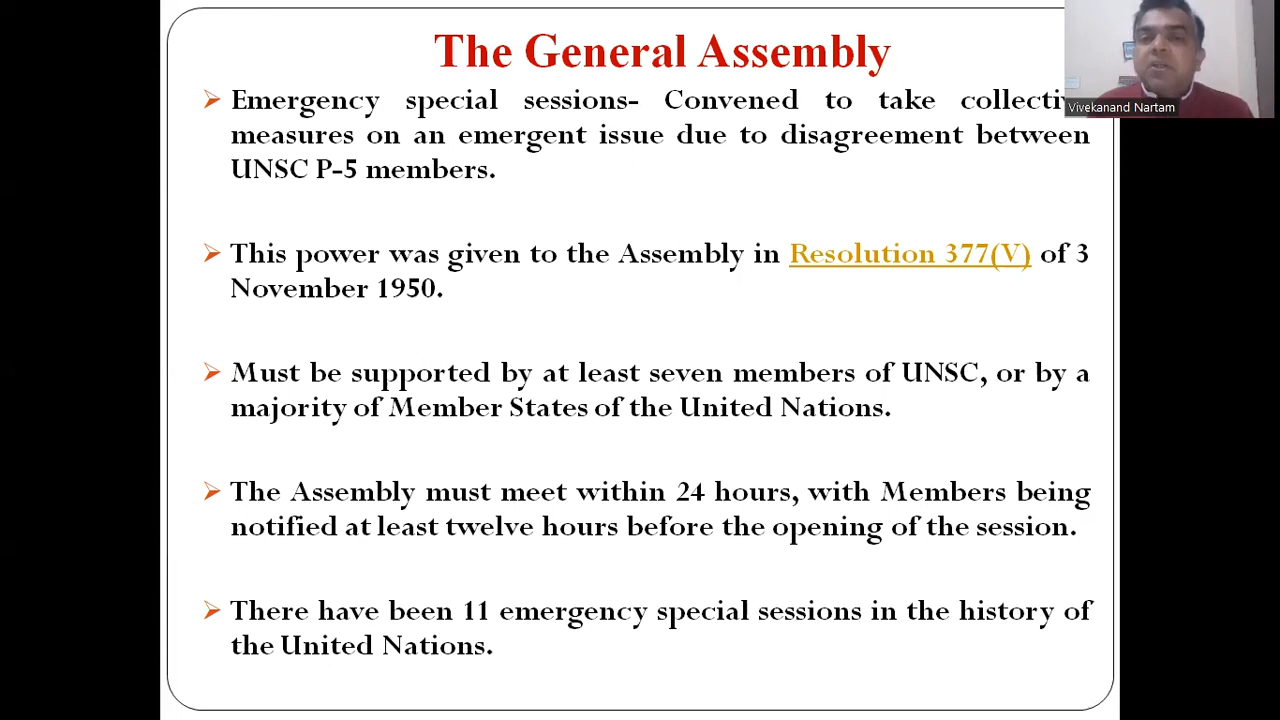 The General Assembly
Emergency special sessions- Convened to take collecti
measures on an emergent issue due to disagreement between
UNSC P-5 members.
This power was given to the Assembly in Resolution 377(V) of 3
November 1950.
Must be supported by at least seven members of UNSC, or by a
majority of Member States of the United Nations.
The Assembly must meet within 24 hours, with Members being
notified at least twelve hours before the opening of the session.
There have been 11 emergency special sessions in the history of
the United Nations.
Vivekanand Nartam